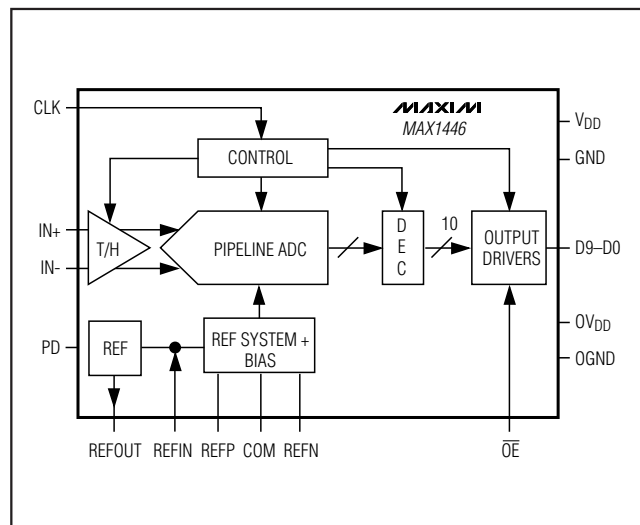 CLK
MAXIM
MAX1446
VDD
CONTROL
GND
IN+
IN-
T/H
PIPELINE ADC
D
E
C
10
OUTPUT
DRIVERS
D9–D0
PD
REF
REF SYSTEM +
BIAS
OVDD
OGND
REFOUT
REFIN
REFP
COM
REFN
OE